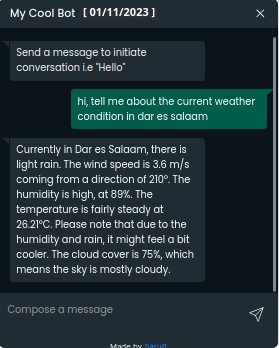 My Cool Bot [ 01/11/2023 ]
Send a message to initiate
conversation i.e "Hello"
hi, tell me about the current weather
condition in dar es salaam
Currently in Dar es Salaam, there is
light rain. The wind speed is 3.6 m/s
coming from a direction of 210°. The
humidity is high, at 89%. The
temperature is fairly steady at
26.21°C. Please note that due to the
humidity and rain, it might feel a bit
cooler. The cloud cover is 75%, which
means the sky is mostly cloudy.
Compose a message
Made by Sarufi